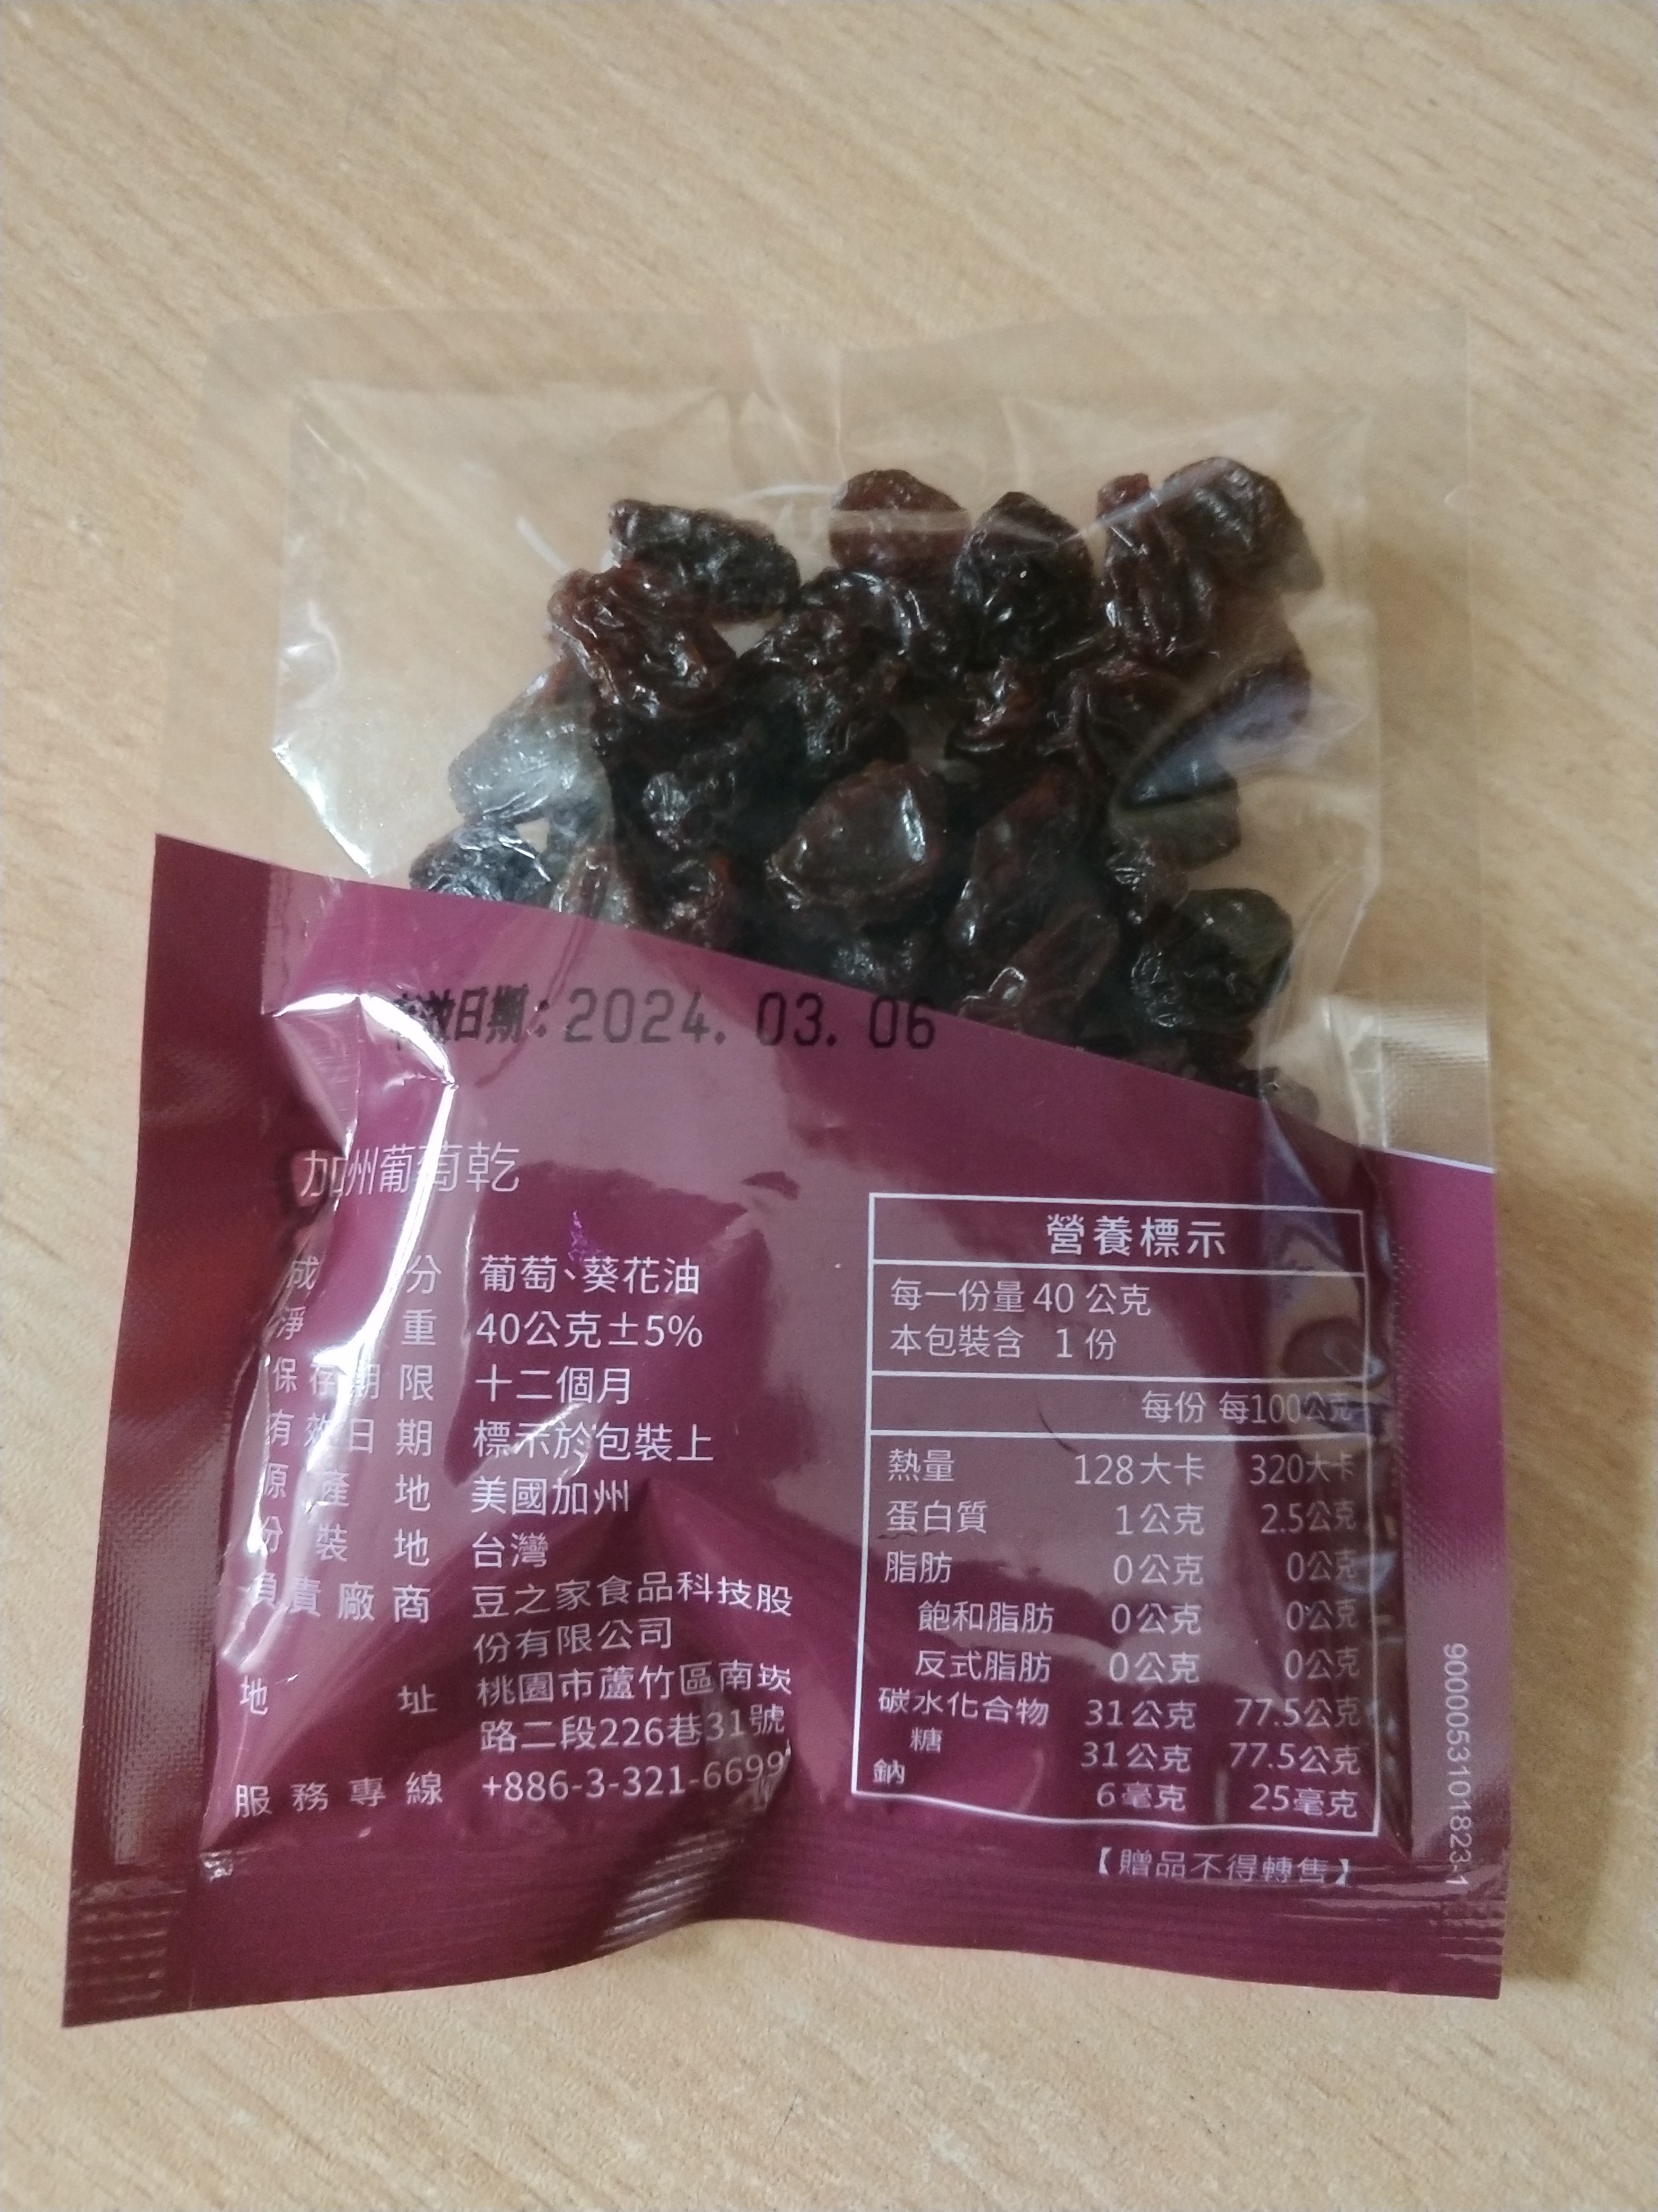 有效日期:2024. 03. 06
加州葡萄乾
成分 葡萄、葵花油
淨重 40公克±5%
保存期限 十二個月
有效日期 標示於包裝上
原產地 美國加州
份裝地 台灣
負責廠商 豆之家食品科技股
份有限公司
地址 桃園市蘆竹區南崁
路二段226巷31號
服務專線 +886-3-321-6699
營養標示
每一份量 40 公克
本包裝含 1 份
每份 每100公克
熱量 128大卡 320大卡
蛋白質 1公克 2.5公克
脂肪 0公克 0公克
飽和脂肪 0公克 0公克
反式脂肪 0公克 0公克
碳水化合物 31公克 77.5公克
糖 31公克 77.5公克
鈉 6毫克 25毫克
【贈品不得轉售】
9000053101823-1